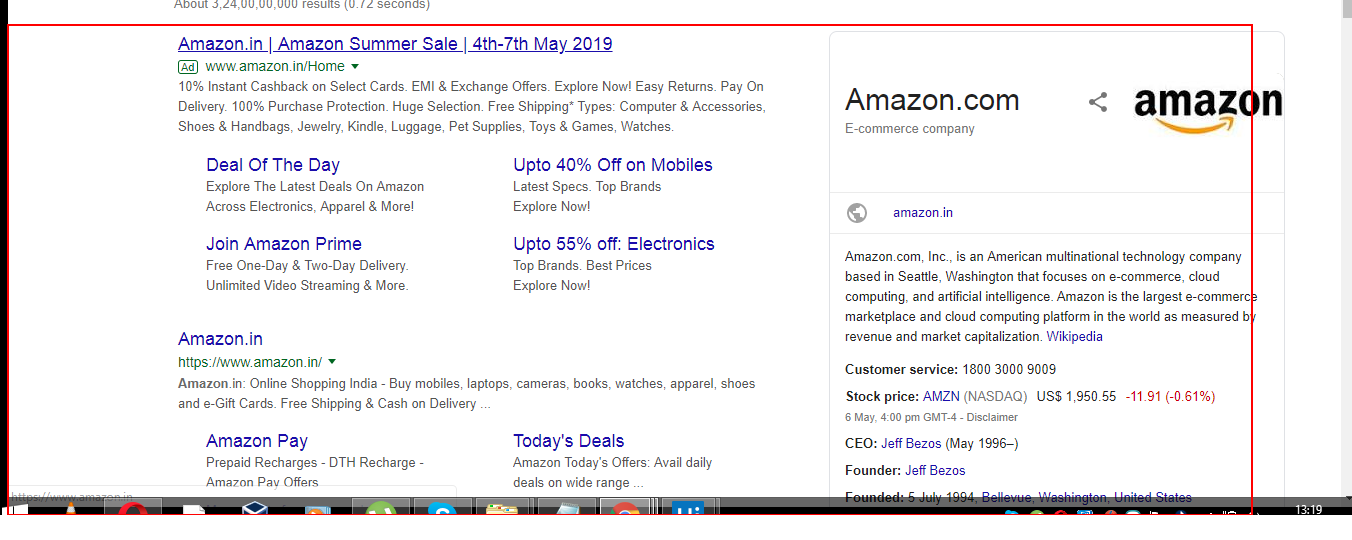 About 3,24,00,00,000 results (0.72 seconds)
Amazon.in | Amazon Summer Sale | 4th-7th May 2019
Ad www.amazon.in/Home
10% Instant Cashback on Select Cards. EMI & Exchange Offers. Explore Now! Easy Returns. Pay On
Delivery. 100% Purchase Protection. Huge Selection. Free Shipping* Types: Computer & Accessories,
Shoes & Handbags, Jewelry, Kindle, Luggage, Pet Supplies, Toys & Games, Watches.
Deal Of The Day
Explore The Latest Deals On Amazon
Across Electronics, Apparel & More!
Upto 40% Off on Mobiles
Latest Specs. Top Brands
Explore Now!
Join Amazon Prime
Free One-Day & Two-Day Delivery.
Unlimited Video Streaming & More.
Upto 55% off: Electronics
Top Brands. Best Prices
Explore Now!
Amazon.in
https://www.amazon.in/
Amazon.in: Online Shopping India - Buy mobiles, laptops, cameras, books, watches, apparel, shoes
and e-Gift Cards. Free Shipping & Cash on Delivery ...
Amazon Pay
Prepaid Recharges - DTH Recharge -
Amazon Pay Offers
Today's Deals
Amazon Today's Offers: Avail daily
deals on wide range ...
https://www.amazon.in
Amazon.com
E-commerce company
amazon
amazon.in
Amazon.com, Inc., is an American multinational technology company
based in Seattle, Washington that focuses on e-commerce, cloud
computing, and artificial intelligence. Amazon is the largest e-commerce
marketplace and cloud computing platform in the world as measured by
revenue and market capitalization. Wikipedia
Customer service: 1800 3000 9009
Stock price: AMZN (NASDAQ) US$ 1,950.55 -11.91 (-0.61%)
6 May, 4:00 pm GMT-4 - Disclaimer
CEO: Jeff Bezos (May 1996–)
Founder: Jeff Bezos
Founded: 5 July 1994, Bellevue, Washington, United States
13:19